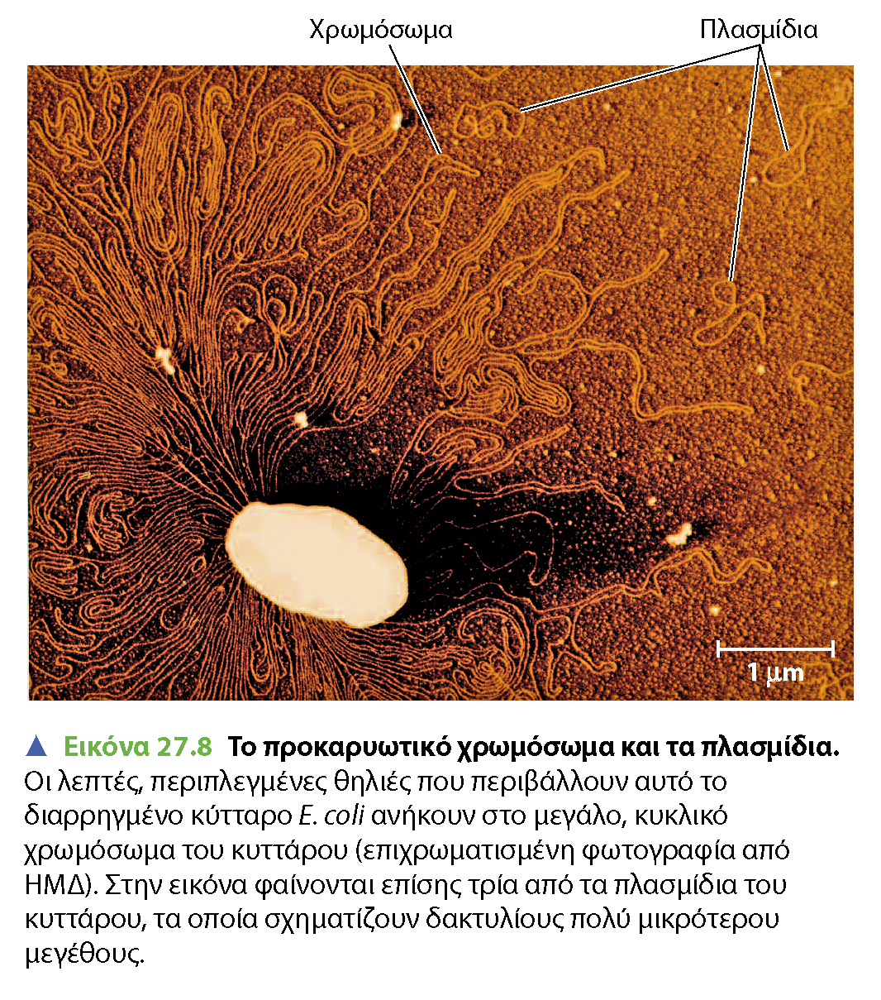 Χρωμόσωμα
Πλασμίδια
1 μm
▲ Εικόνα 27.8 Το προκαρυωτικό χρωμόσωμα και τα πλασμίδια.
Οι λεπτές, περιπλεγμένες θηλιές που περιβάλλουν αυτό το
διαρρηγμένο κύτταρο E. coli ανήκουν στο μεγάλο, κυκλικό
χρωμόσωμα του κυττάρου (επιχρωματισμένη φωτογραφία από
ΗΜΔ). Στην εικόνα φαίνονται επίσης τρία από τα πλασμίδια του
κυττάρου, τα οποία σχηματίζουν δακτυλίους πολύ μικρότερου
μεγέθους.